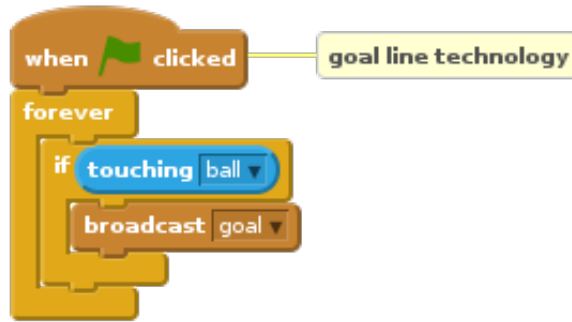 when clicked
goal line technology
forever
if touching ball
broadcast goal